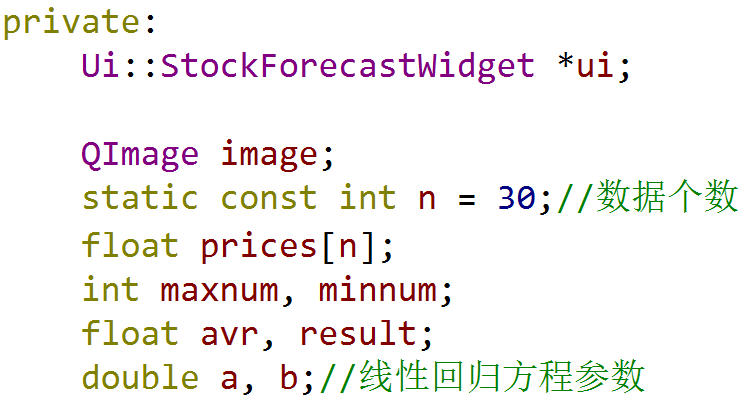 private:
    Ui::StockForecastWidget *ui;
    QImage image;
    static const int n = 30;//数据个数
    float prices[n];
    int maxnum, minnum;
    float avr, result;
    double a, b;//线性回归方程参数